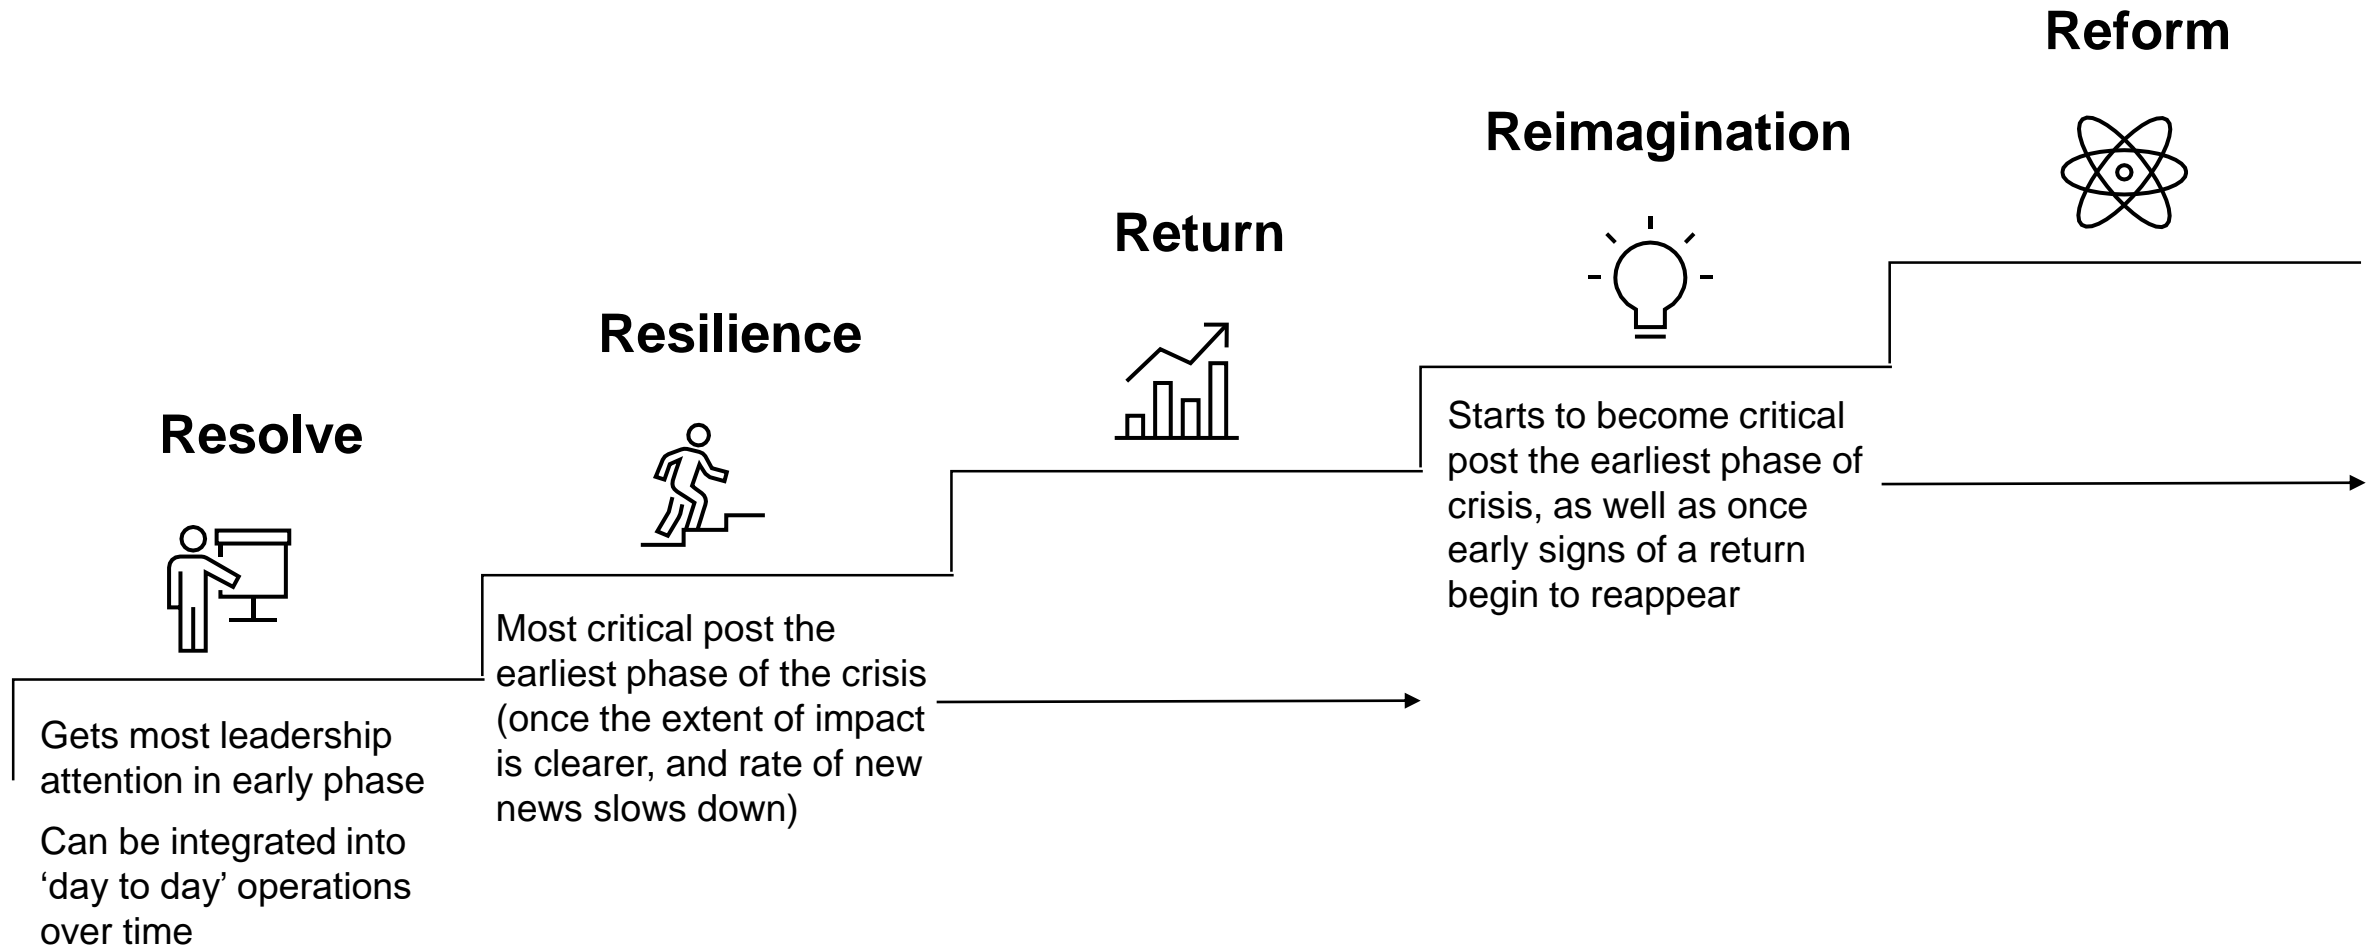 Resolve
Gets most leadership
attention in early phase
Can be integrated into
‘day to day’ operations
over time
Resilience
Most critical post the
earliest phase of the crisis
(once the extent of impact
is clearer, and rate of new
news slows down)
Return
Reimagination
Starts to become critical
post the earliest phase of
crisis, as well as once
early signs of a return
begin to reappear
Reform